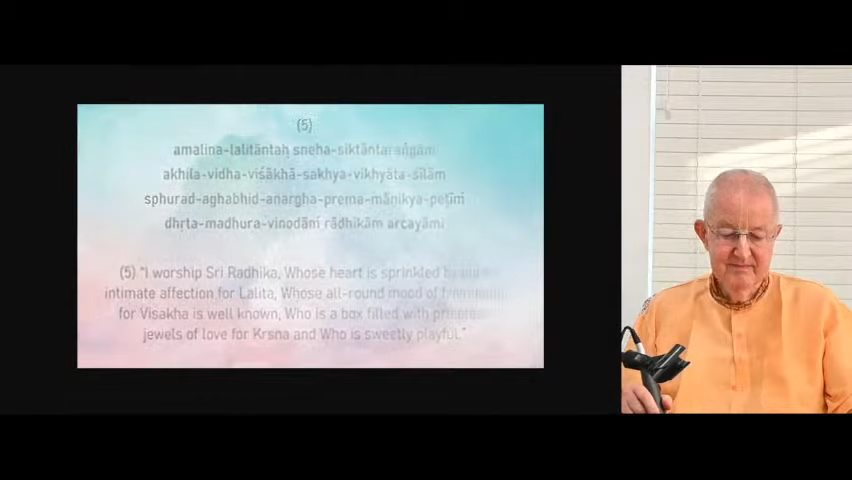 (5)
amalina-lalitāntaḥ sneha-siktāntaraṅgām
akhila-vidha-viśākhā-sakhya-vikhyāta-śīlām
sphurad-aghabhid-anargha-prema-māṇikya-peṭīṁ
dhṛta-madhura-vinodāṁ rādhikām arcayāmi
(5) "I worship Sri Radhika, Whose heart is sprinkled by
intimate affection for Lalita, Whose all-round mood of
for Visakha is well known, Who is a box filled with
jewels of love for Krsna and Who is sweetly playful."